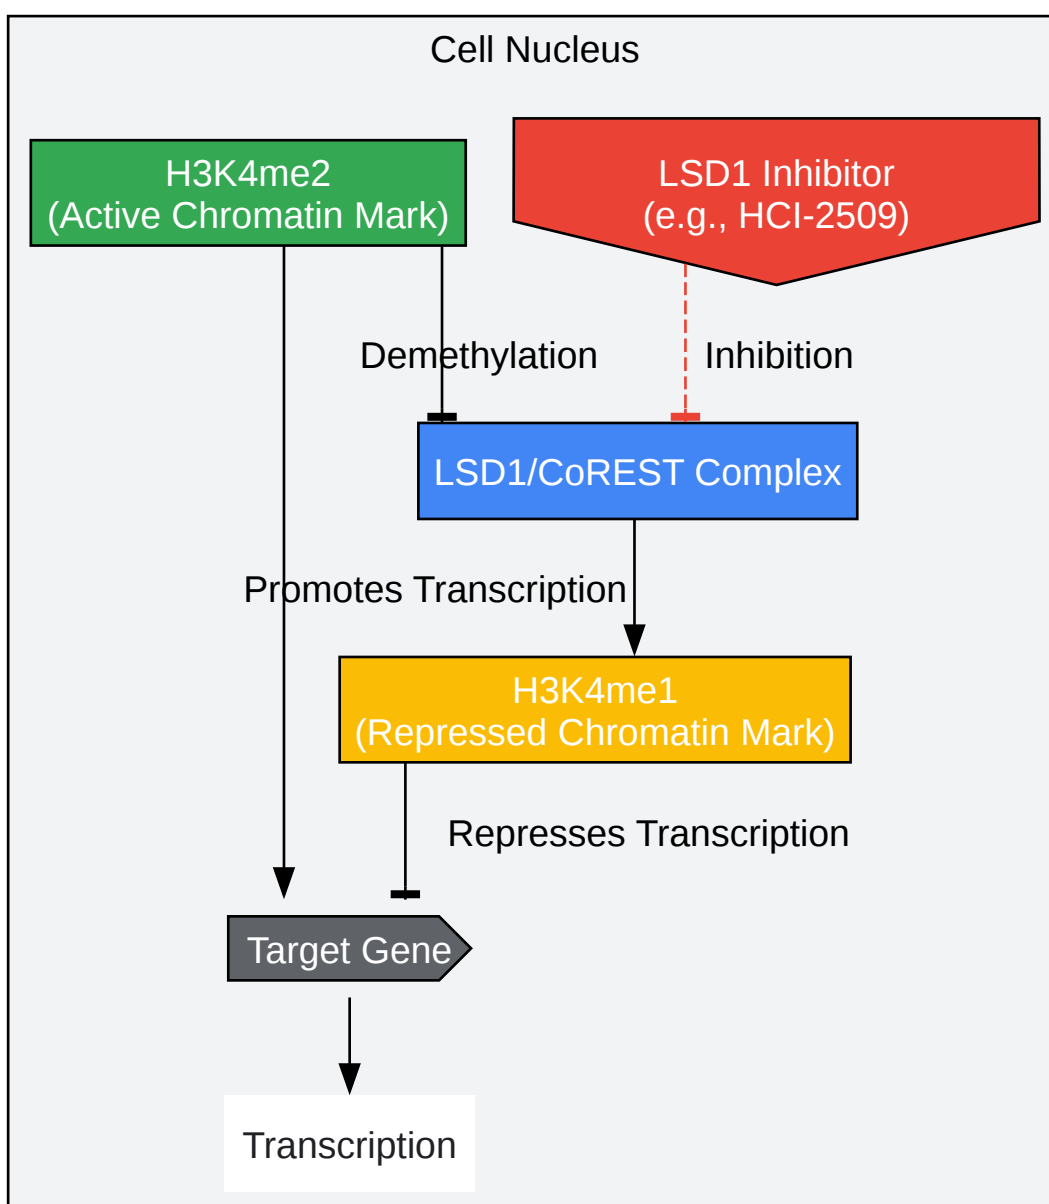 Cell Nucleus
H3K4me2
(Active Chromatin Mark)
LSD1 Inhibitor
(e.g., HCI-2509)
Demethylation
Inhibition
LSD1/CoREST Complex
Promotes Transcription
H3K4me1
(Repressed Chromatin Mark)
Represses Transcription
Target Gene
Transcription